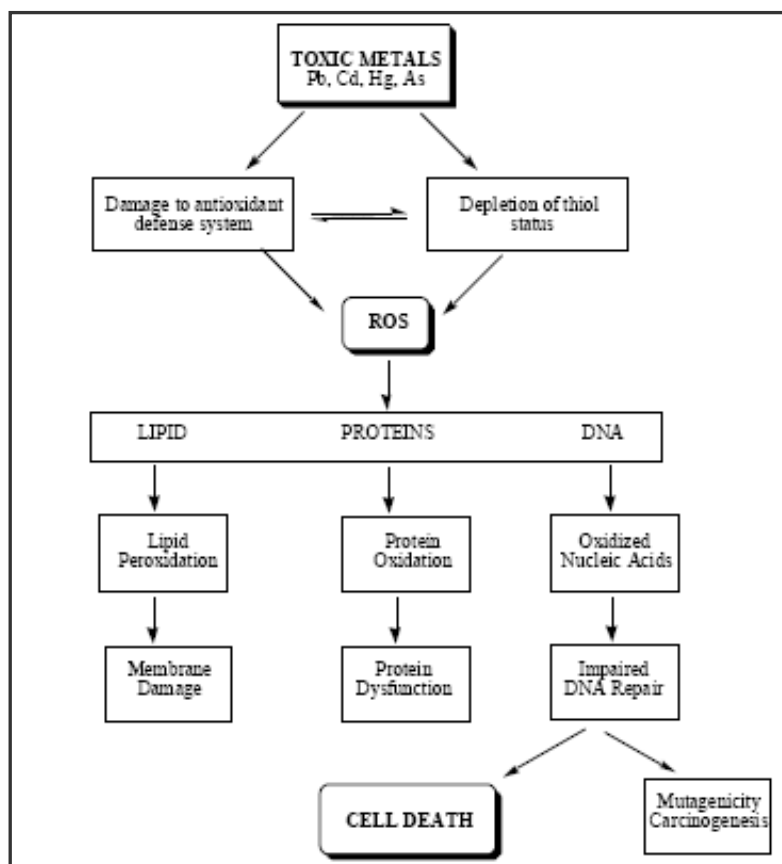 TOXIC METALS
Pb, Cd, Hg, As
Damage to antioxidant
defense system
Depletion of thiol
status
ROS
LIPID PROTEINS DNA
Lipid
Peroxidation
Protein
Oxidation
Oxidized
Nucleic Acids
Membrane
Damage
Protein
Dysfunction
Impaired
DNA Repair
CELL DEATH
Mutagenicity
Carcinogenesis